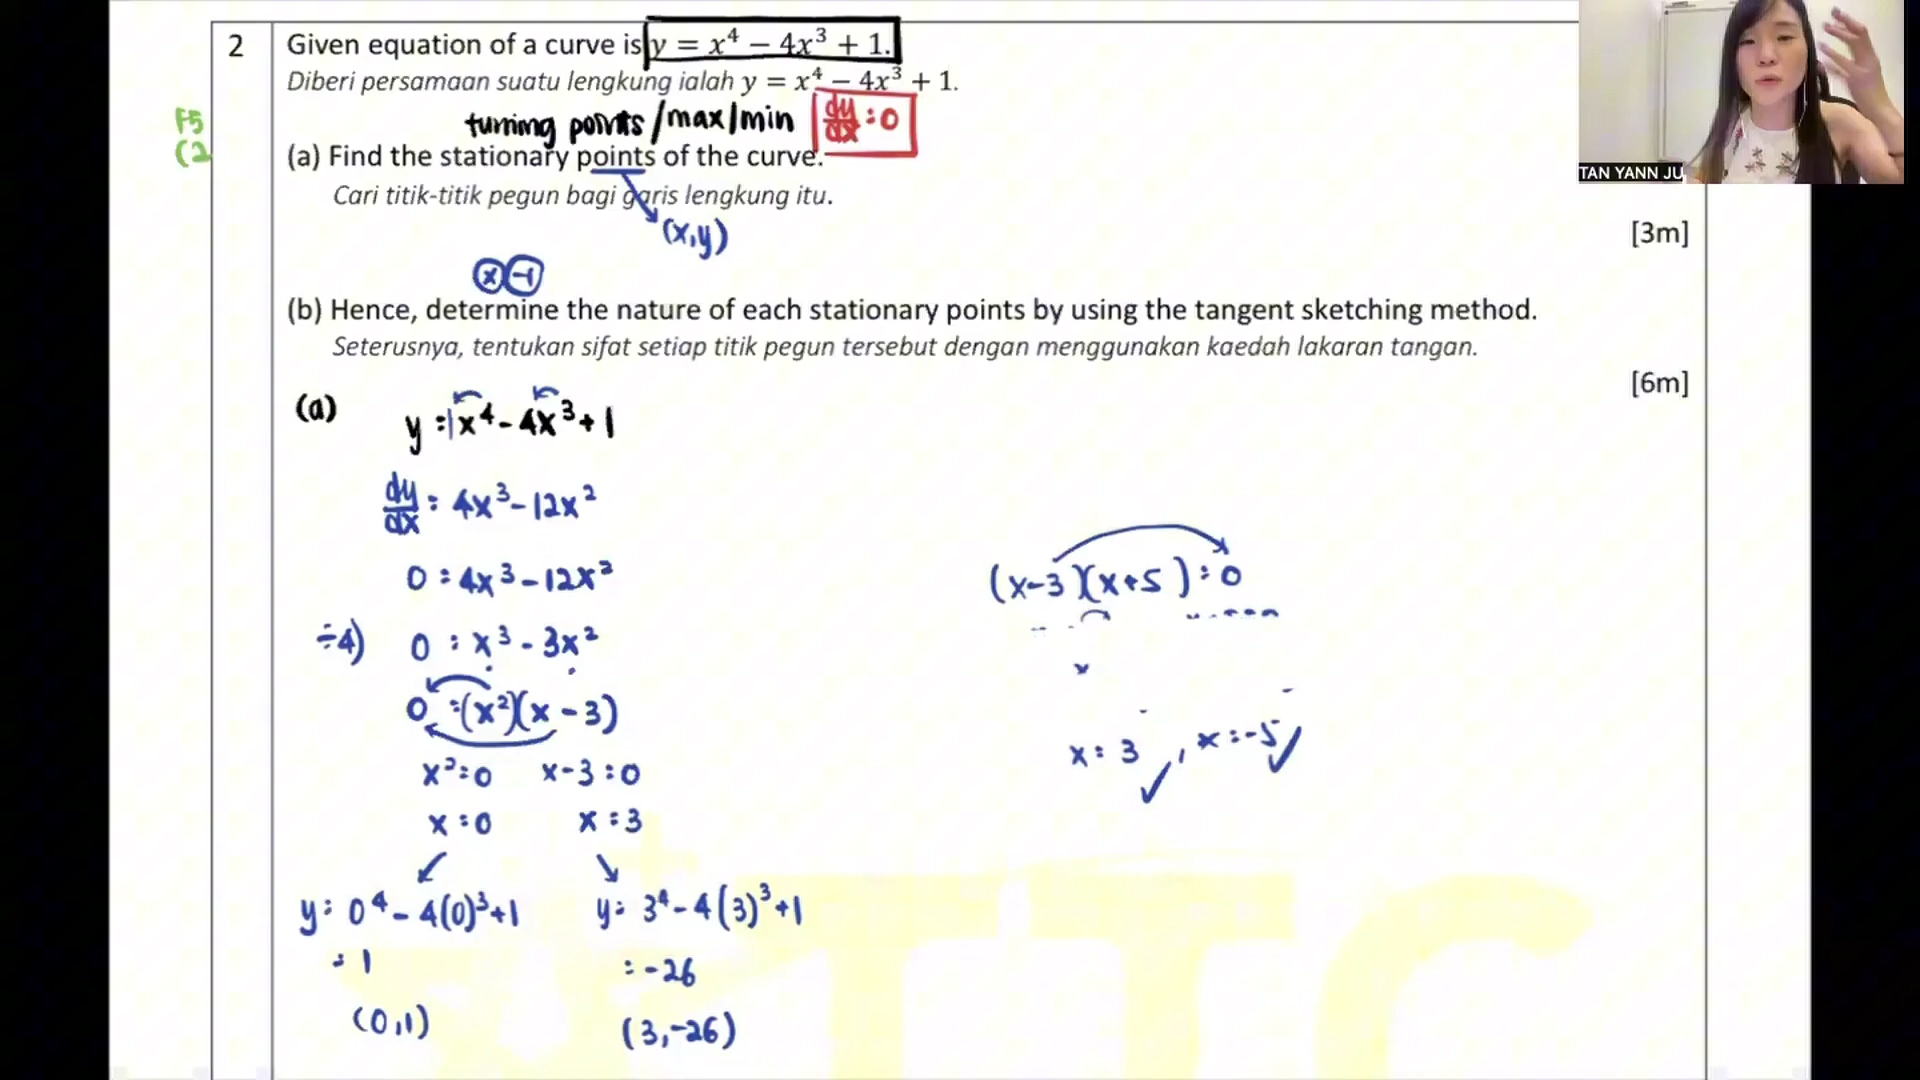 2
Given equation of a curve is y = x⁴ − 4x³ + 1.
Diberi persamaan suatu lengkung ialah y = x⁴ − 4x³ + 1.
F5
C2
turning points/max/min
dy/dx = 0
(a) Find the stationary points of the curve.
Cari titik-titik pegun bagi garis lengkung itu.
(x,y)
[3m]
(b) Hence, determine the nature of each stationary points by using the tangent sketching method.
Seterusnya, tentukan sifat setiap titik pegun tersebut dengan menggunakan kaedah lakaran tangan.
[6m]
(a)
y = 1x⁴ - 4x³ + 1
dy/dx = 4x³ - 12x²
0 = 4x³ - 12x²
÷4) 0 = x³ - 3x²
0 = (x²)(x - 3)
x² = 0 x - 3 = 0
x = 0 x = 3
y = 0⁴ - 4(0)³ + 1 y = 3⁴ - 4(3)³ + 1
= 1 = -26
(0,1) (3,-26)
(x-3)(x+5) = 0
x = 3, x = -5
TAN YANN JU
TTC